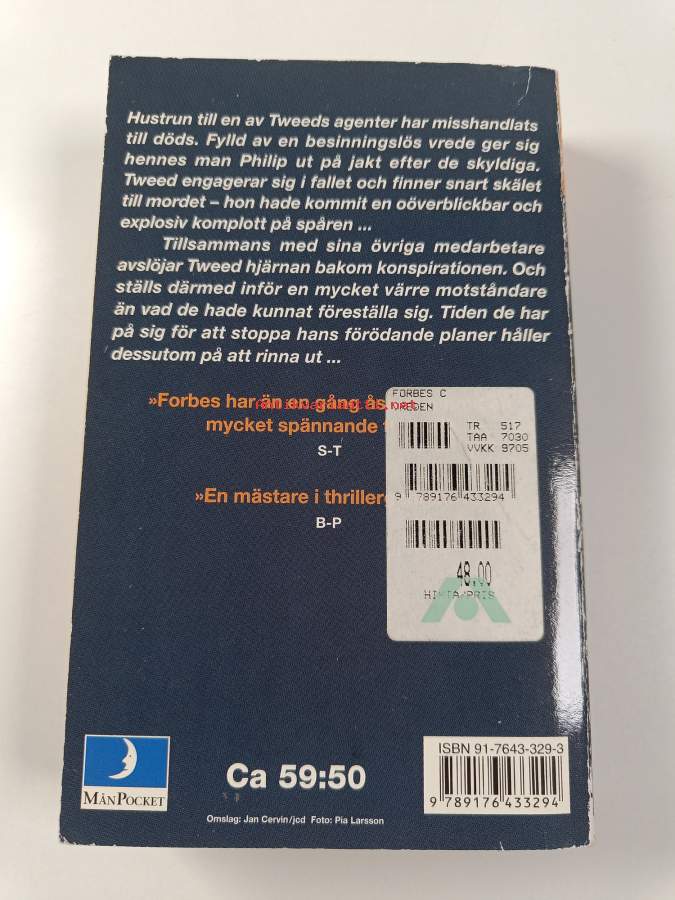 Hustrun till en av Tweeds agenter har misshandlats
till döds. Fylld av en besinningslös vrede ger sig
hennes man Philip ut på jakt efter de skyldiga.
Tweed engagerar sig i fallet och finner snart skälet
till mordet – hon hade kommit en oöverblickbar och
explosiv komplott på spåren ...
Tillsammans med sina övriga medarbetare
avslöjar Tweed hjärnan bakom konspirationen. Och
ställs därmed inför en mycket värre motståndare
än vad de hade kunnat föreställa sig. Tiden de har
på sig för att stoppa hans förödande planer håller
dessutom på att rinna ut ...
»Forbes har än en gång
mycket spännande
S-T
»En mästare i
B-P
FORBES C
TR 517
TAA 7030
VVKK 9705
9 789176 433294
48.00
HINTA/PRIS
MÅNPOCKET
Ca 59:50
Omslag: Jan Cervin/jcd Foto: Pia Larsson
ISBN 91-7643-329-3
9 789176 433294